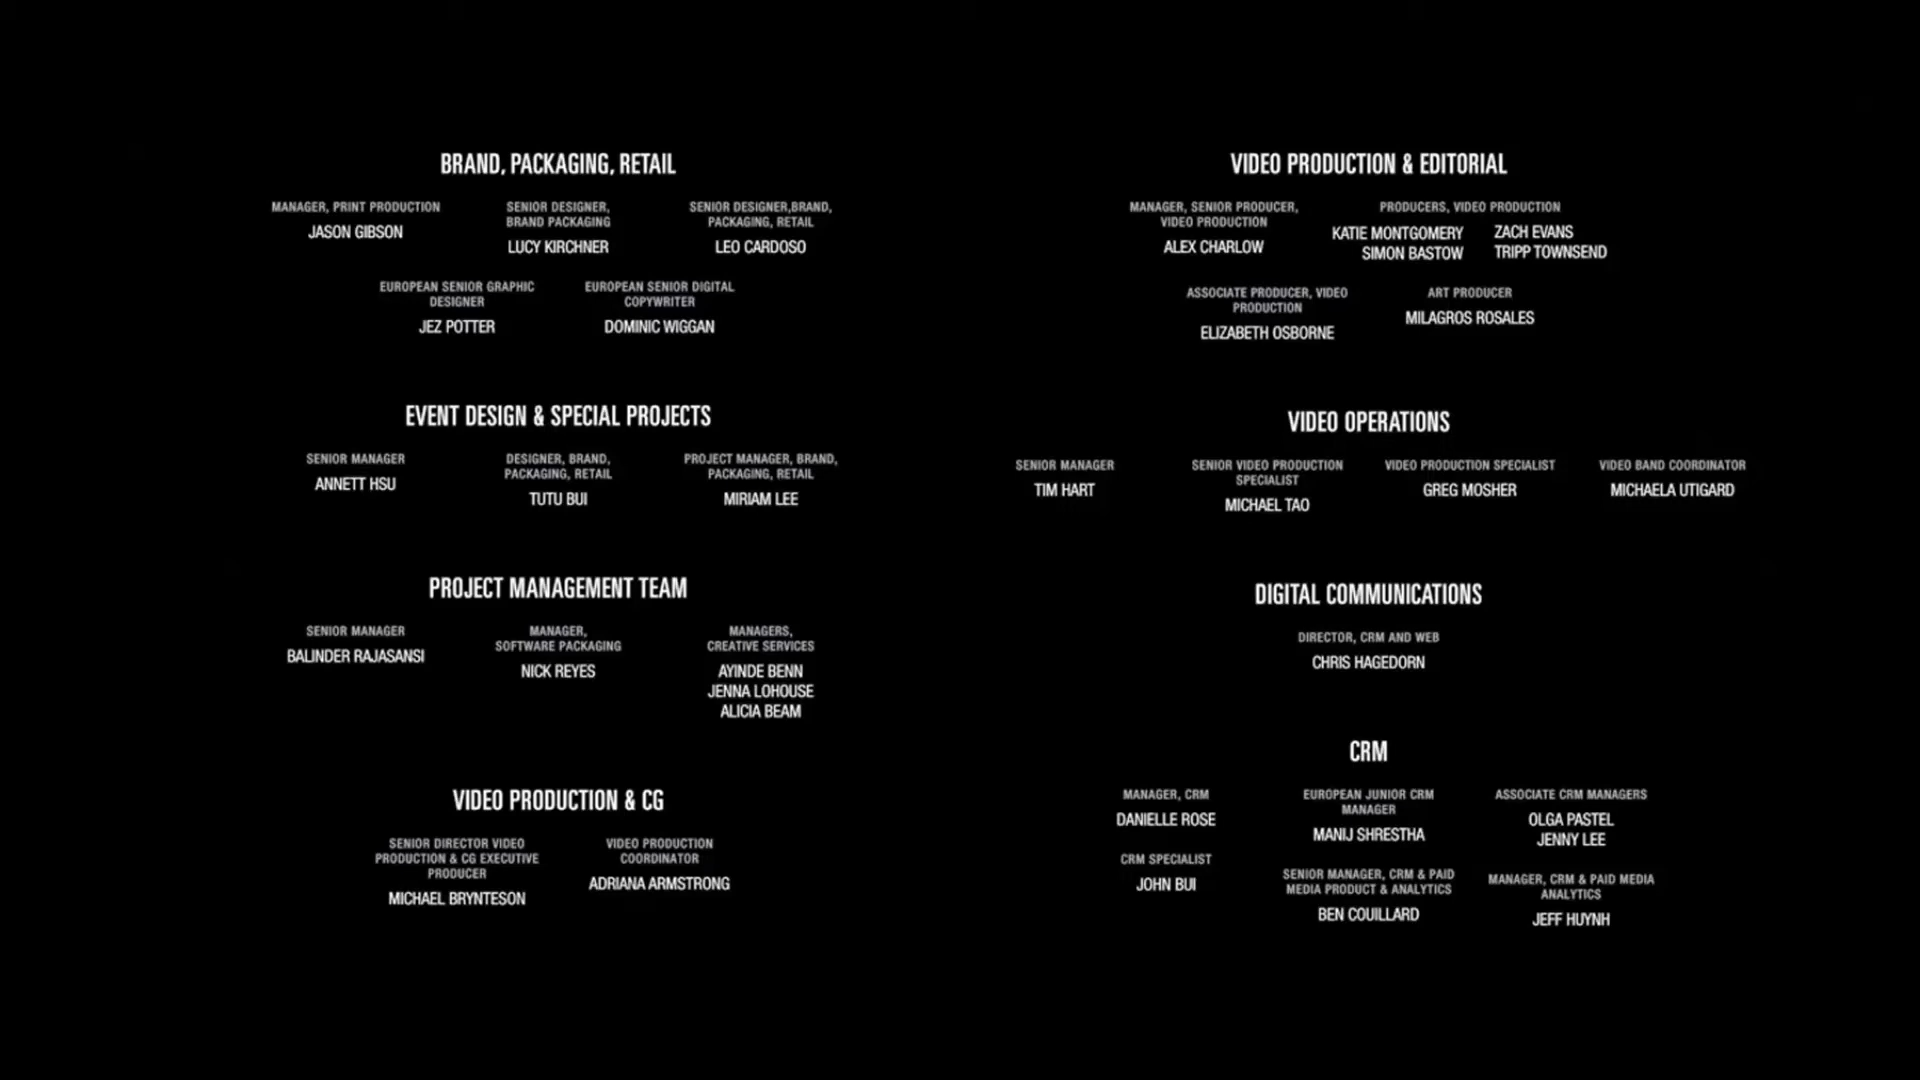 BRAND, PACKAGING, RETAIL
MANAGER, PRINT PRODUCTION
JASON GIBSON
SENIOR DESIGNER,
BRAND PACKAGING
LUCY KIRCHNER
SENIOR DESIGNER,BRAND,
PACKAGING, RETAIL
LEO CARDOSO
EUROPEAN SENIOR GRAPHIC
DESIGNER
JEZ POTTER
EUROPEAN SENIOR DIGITAL
COPYWRITER
DOMINIC WIGGAN
EVENT DESIGN & SPECIAL PROJECTS
SENIOR MANAGER
ANNETT HSU
DESIGNER, BRAND,
PACKAGING, RETAIL
TUTU BUI
PROJECT MANAGER, BRAND,
PACKAGING, RETAIL
MIRIAM LEE
PROJECT MANAGEMENT TEAM
SENIOR MANAGER
BALINDER RAJASANSI
MANAGER,
SOFTWARE PACKAGING
NICK REYES
MANAGERS,
CREATIVE SERVICES
AYINDE BENN
JENNA LOHOUSE
ALICIA BEAM
VIDEO PRODUCTION & CG
SENIOR DIRECTOR VIDEO
PRODUCTION & CG EXECUTIVE
PRODUCER
MICHAEL BRYNTESON
VIDEO PRODUCTION
COORDINATOR
ADRIANA ARMSTRONG
VIDEO PRODUCTION & EDITORIAL
MANAGER, SENIOR PRODUCER,
VIDEO PRODUCTION
ALEX CHARLOW
PRODUCERS, VIDEO PRODUCTION
KATIE MONTGOMERY ZACH EVANS
SIMON BASTOW TRIPP TOWNSEND
ASSOCIATE PRODUCER, VIDEO
PRODUCTION
ELIZABETH OSBORNE
ART PRODUCER
MILAGROS ROSALES
VIDEO OPERATIONS
SENIOR MANAGER
TIM HART
SENIOR VIDEO PRODUCTION
SPECIALIST
MICHAEL TAO
VIDEO PRODUCTION SPECIALIST
GREG MOSHER
VIDEO BAND COORDINATOR
MICHAELA UTIGARD
DIGITAL COMMUNICATIONS
DIRECTOR, CRM AND WEB
CHRIS HAGEDORN
CRM
MANAGER, CRM
DANIELLE ROSE
EUROPEAN JUNIOR CRM
MANAGER
MANIJ SHRESTHA
ASSOCIATE CRM MANAGERS
OLGA PASTEL
JENNY LEE
CRM SPECIALIST
JOHN BUI
SENIOR MANAGER, CRM & PAID
MEDIA PRODUCT & ANALYTICS
BEN COUILLARD
MANAGER, CRM & PAID MEDIA
ANALYTICS
JEFF HUYNH